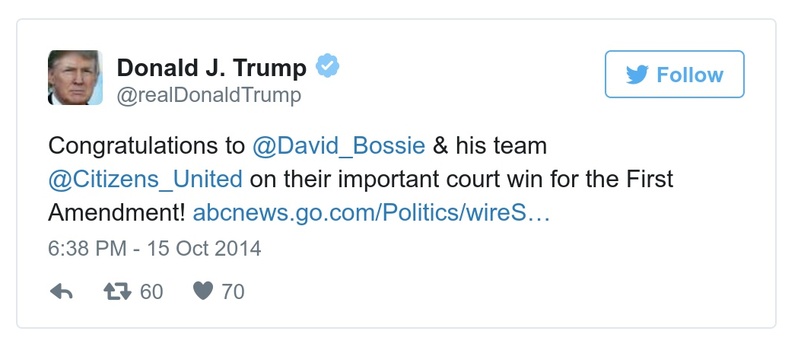 Donald J. Trump
@realDonaldTrump
Follow
Congratulations to @David_Bossie & his team
@Citizens_United on their important court win for the First
Amendment! abcnews.go.com/Politics/wireS…
6:38 PM - 15 Oct 2014
60 70